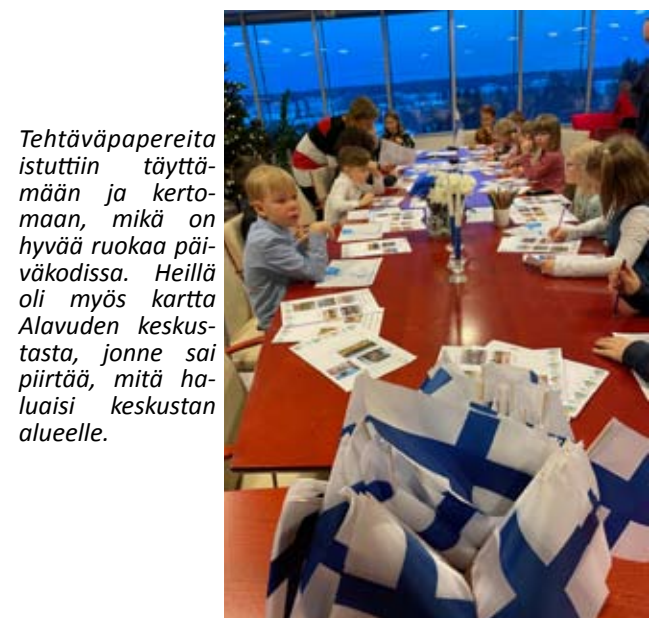 Tehtäväpapereita
istuttiin täyttä-
mään ja kerto-
maan, mikä on
hyvää ruokaa päi-
väkodissa. Heillä
oli myös kartta
Alavuden keskus-
tasta, jonne sai
piirtää, mitä ha-
luaisi keskustan
alueelle.